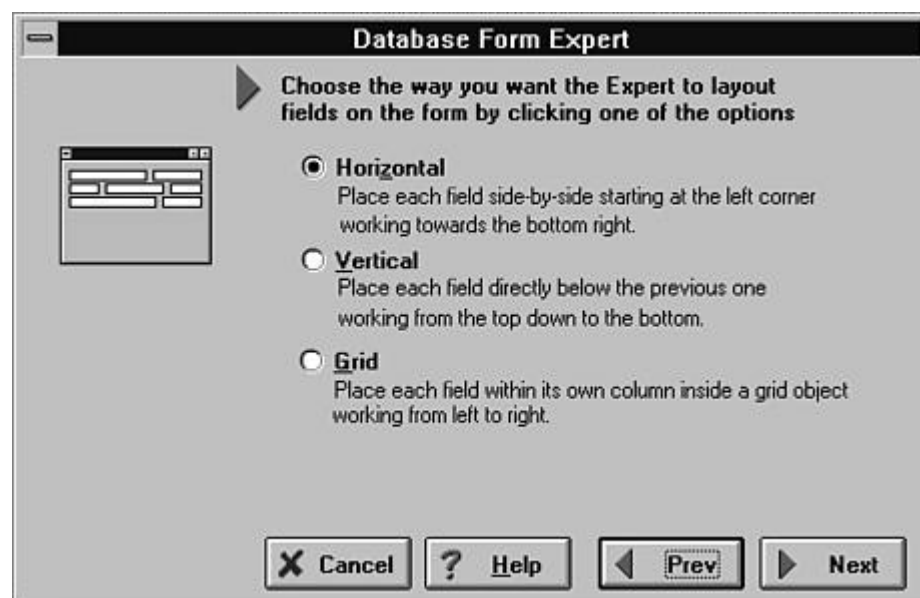 Database Form Expert
Choose the way you want the Expert to layout
fields on the form by clicking one of the options
Horizontal
Place each field side-by-side starting at the left corner
working towards the bottom right.
Vertical
Place each field directly below the previous one
working from the top down to the bottom.
Grid
Place each field within its own column inside a grid object
working from left to right.
Cancel
? Help
Prev
Next